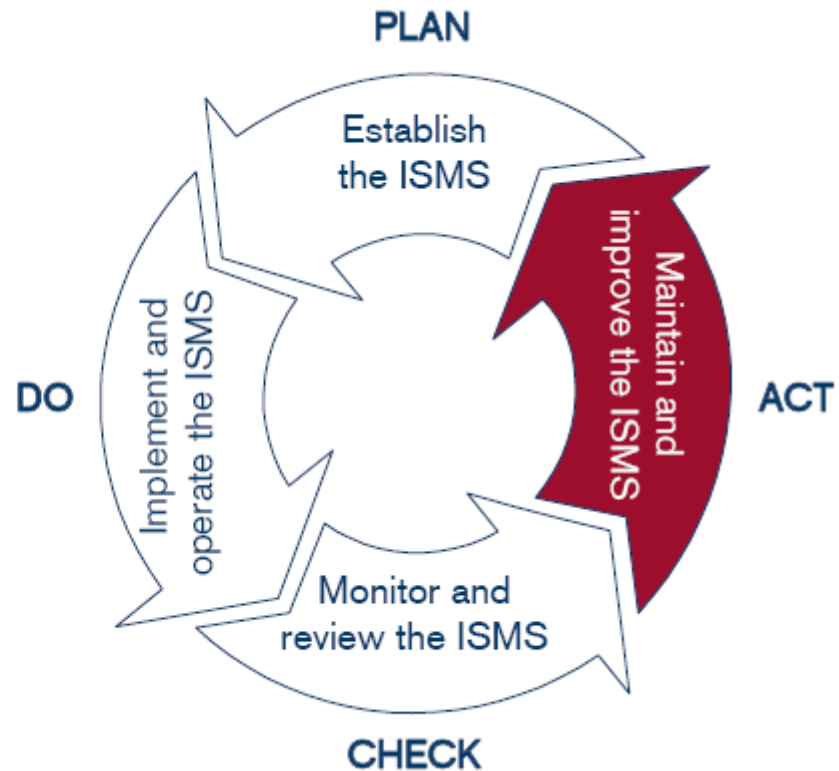 PLAN
Establish
the ISMS
DO
Implement and
operate the ISMS
CHECK
Monitor and
review the ISMS
ACT
Maintain and
improve the ISMS